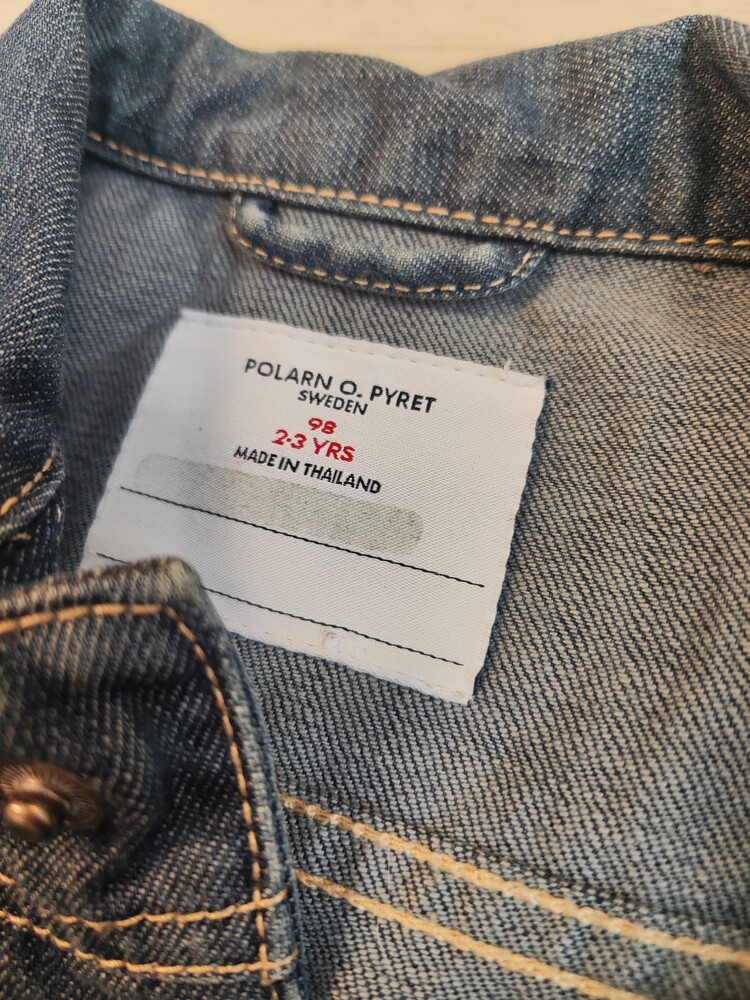 POLARN O. PYRET
SWEDEN
98
2-3 YRS
MADE IN THAILAND